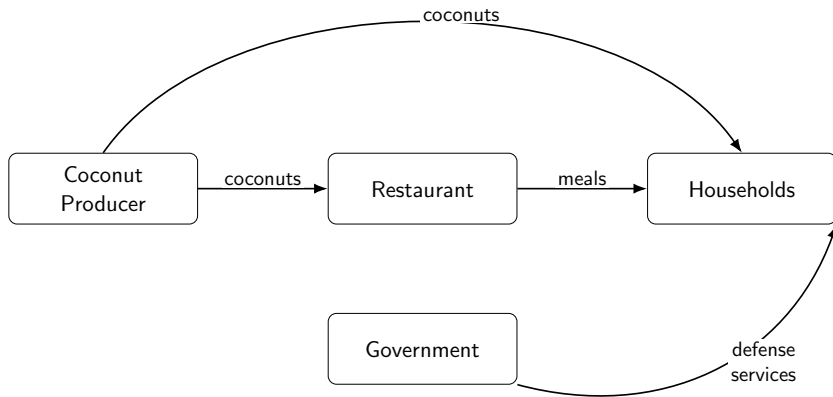 coconuts
Coconut
Producer
coconuts
Restaurant
meals
Households
Government
defense
services